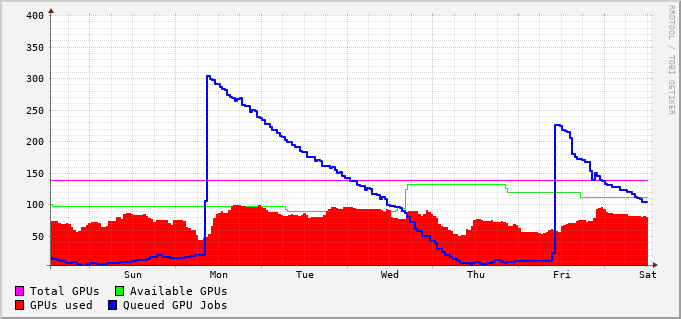 400
350
300
250
200
150
100
50
Sun Mon Tue Wed Thu Fri Sat
Total GPUs Available GPUs
GPUs used Queued GPU Jobs
RRDTOOL / TOBI OETIKER